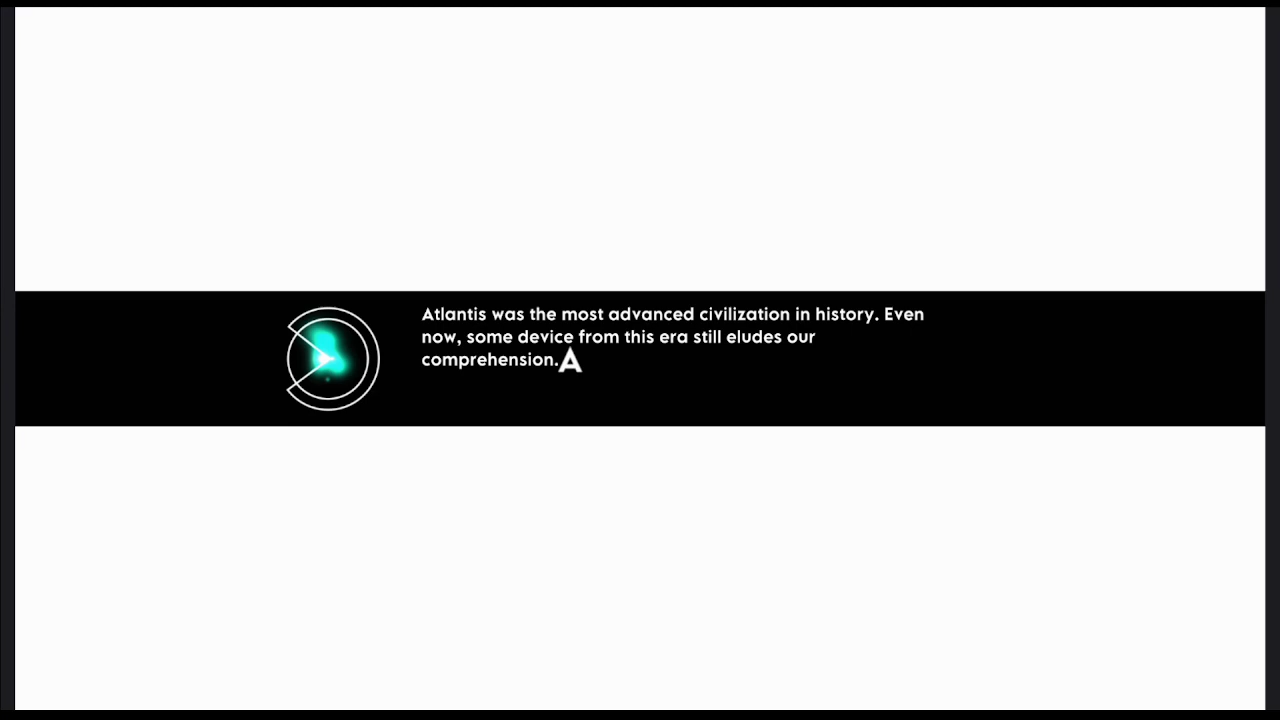 Atlantis was the most advanced civilization in history. Even
now, some device from this era still eludes our
comprehension.A